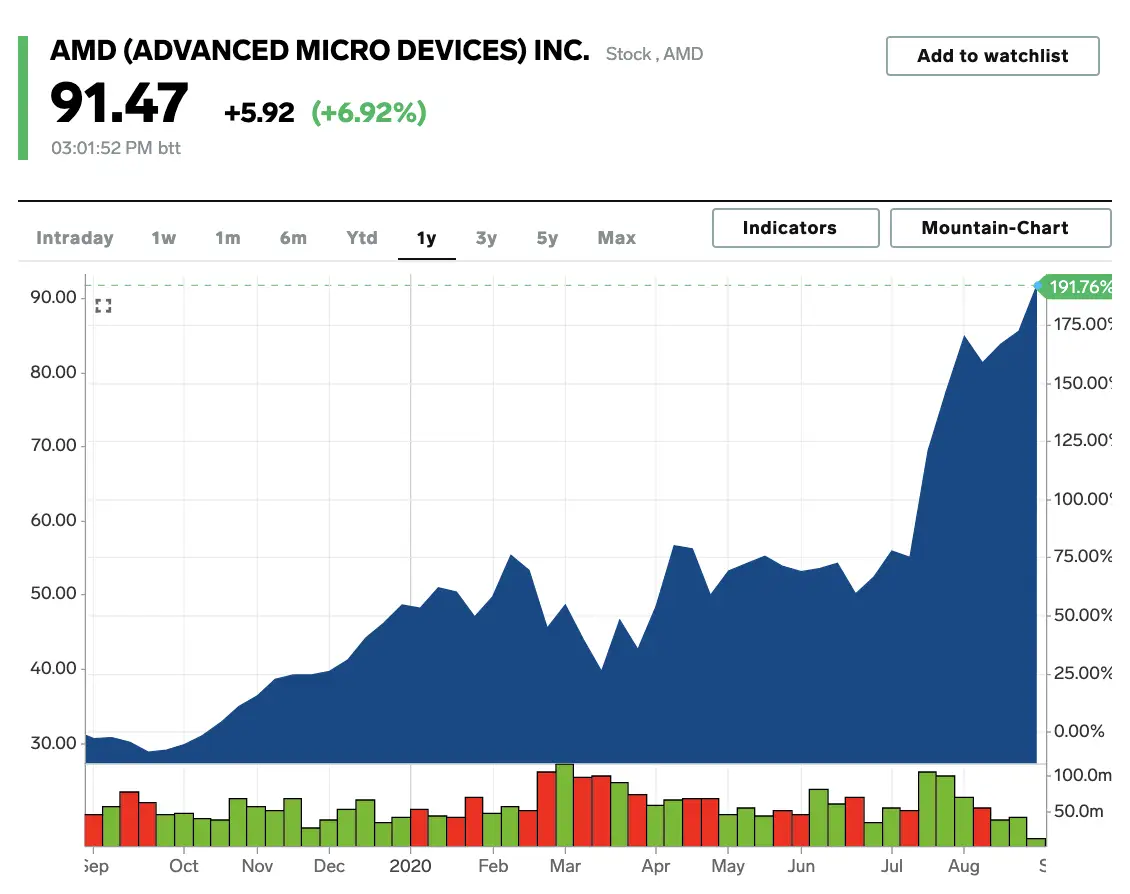 AMD (ADVANCED MICRO DEVICES) INC. Stock , AMD
Add to watchlist
91.47 +5.92 (+6.92%)
03:01:52 PM btt
Intraday 1w 1m 6m Ytd 1y 3y 5y Max
Indicators Mountain-Chart
90.00
191.76%
175.00%
80.00
150.00%
70.00
125.00%
60.00
100.00%
75.00%
50.00
50.00%
40.00
25.00%
30.00
0.00%
100.0m
50.0m
Sep Oct Nov Dec 2020 Feb Mar Apr May Jun Jul Aug S